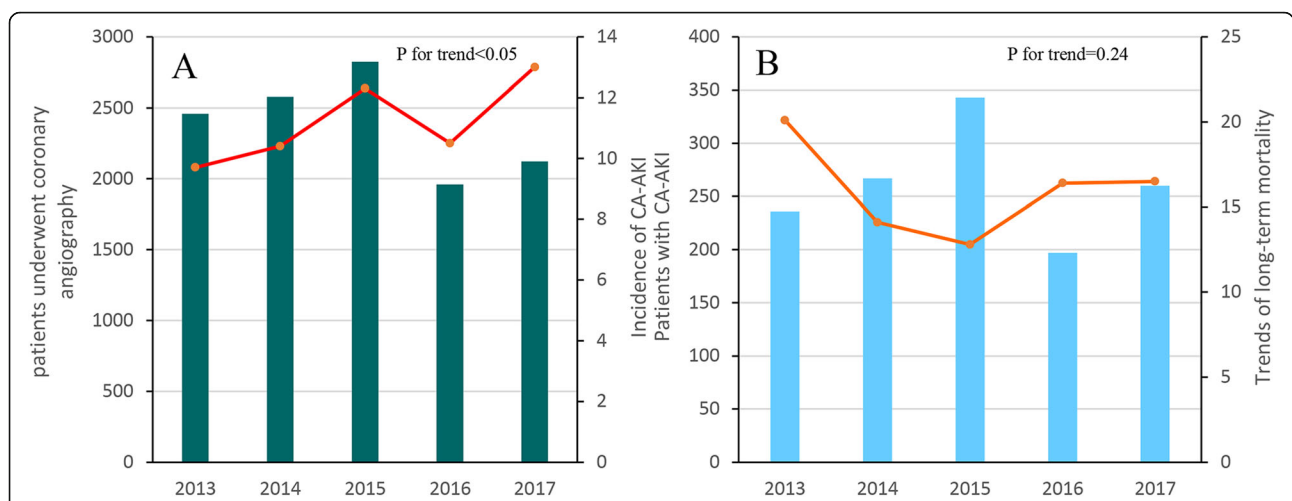 A
P for trend<0.05
3000
2500
2000
1500
1000
500
0
14
12
10
8
6
4
2
0
2013 2014 2015 2016 2017
patients underwent coronary
angiography
Incidence of CA-AKI
B
P for trend=0.24
400
350
300
250
200
150
100
50
0
25
20
15
10
5
0
2013 2014 2015 2016 2017
Patients with CA-AKI
Trends of long-term mortality